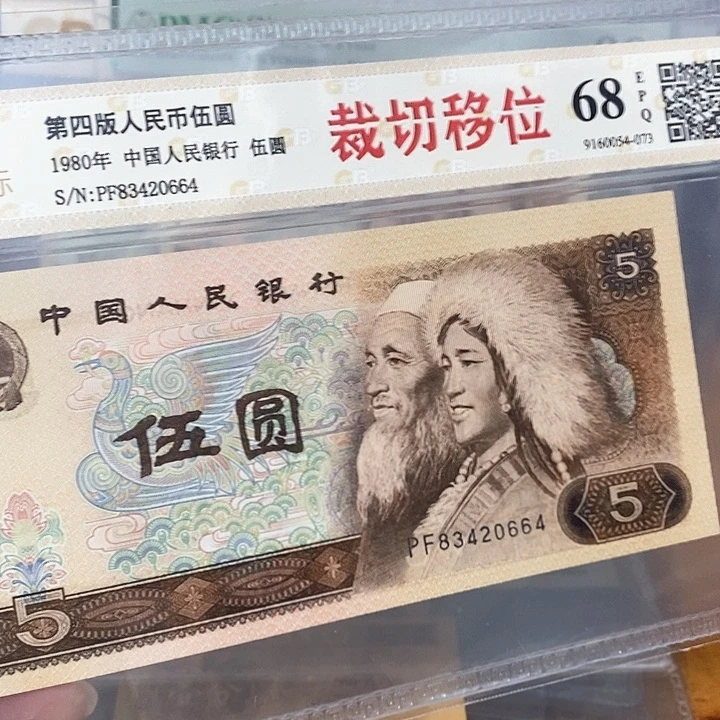 PMG
第四版人民币伍圆
1980年 中国人民银行 伍圆
S/N:PF83420664
裁切移位
68
EPQ
9160054-073
中国人民银行
5
伍圆
5
PF83420664
5